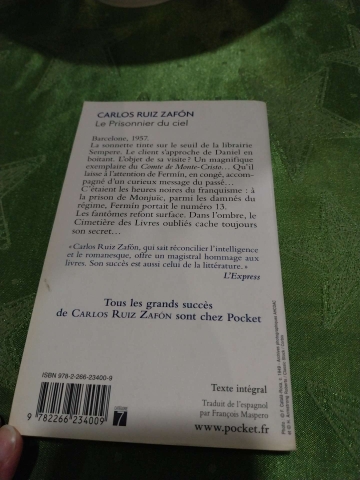 CARLOS RUIZ ZAFÓN
Le Prisonnier du ciel
Barcelone, 1957.
La sonnette tinte sur le seuil de la librairie
Sempere. Le client s'approche de Daniel en
boitant. L'objet de sa visite ? Un magnifique
exemplaire du Comte de Monte-Cristo... Qu'il
laisse à l'attention de Fermín, en congé, accom-
pagné d'un curieux message du passé...
C'étaient les heures noires du franquisme : à
la prison de Monjuïc, parmi les damnés du
régime, Fermín portait le numéro 13.
Les fantômes refont surface. Dans l'ombre, le
Cimetière des Livres oubliés cache toujours
son secret...
« Carlos Ruiz Zafón, qui sait réconcilier l'intelligence
et le romanesque, offre un magistral hommage aux
livres. Son succès est aussi celui de la littérature. »
L'Express
Tous les grands succès
de CARLOS RUIZ ZAFÓN sont chez Pocket
ISBN 978-2-266-23400-9
9 782266 234009
7
Texte intégral
Traduit de l'espagnol
par François Maspero
www.pocket.fr